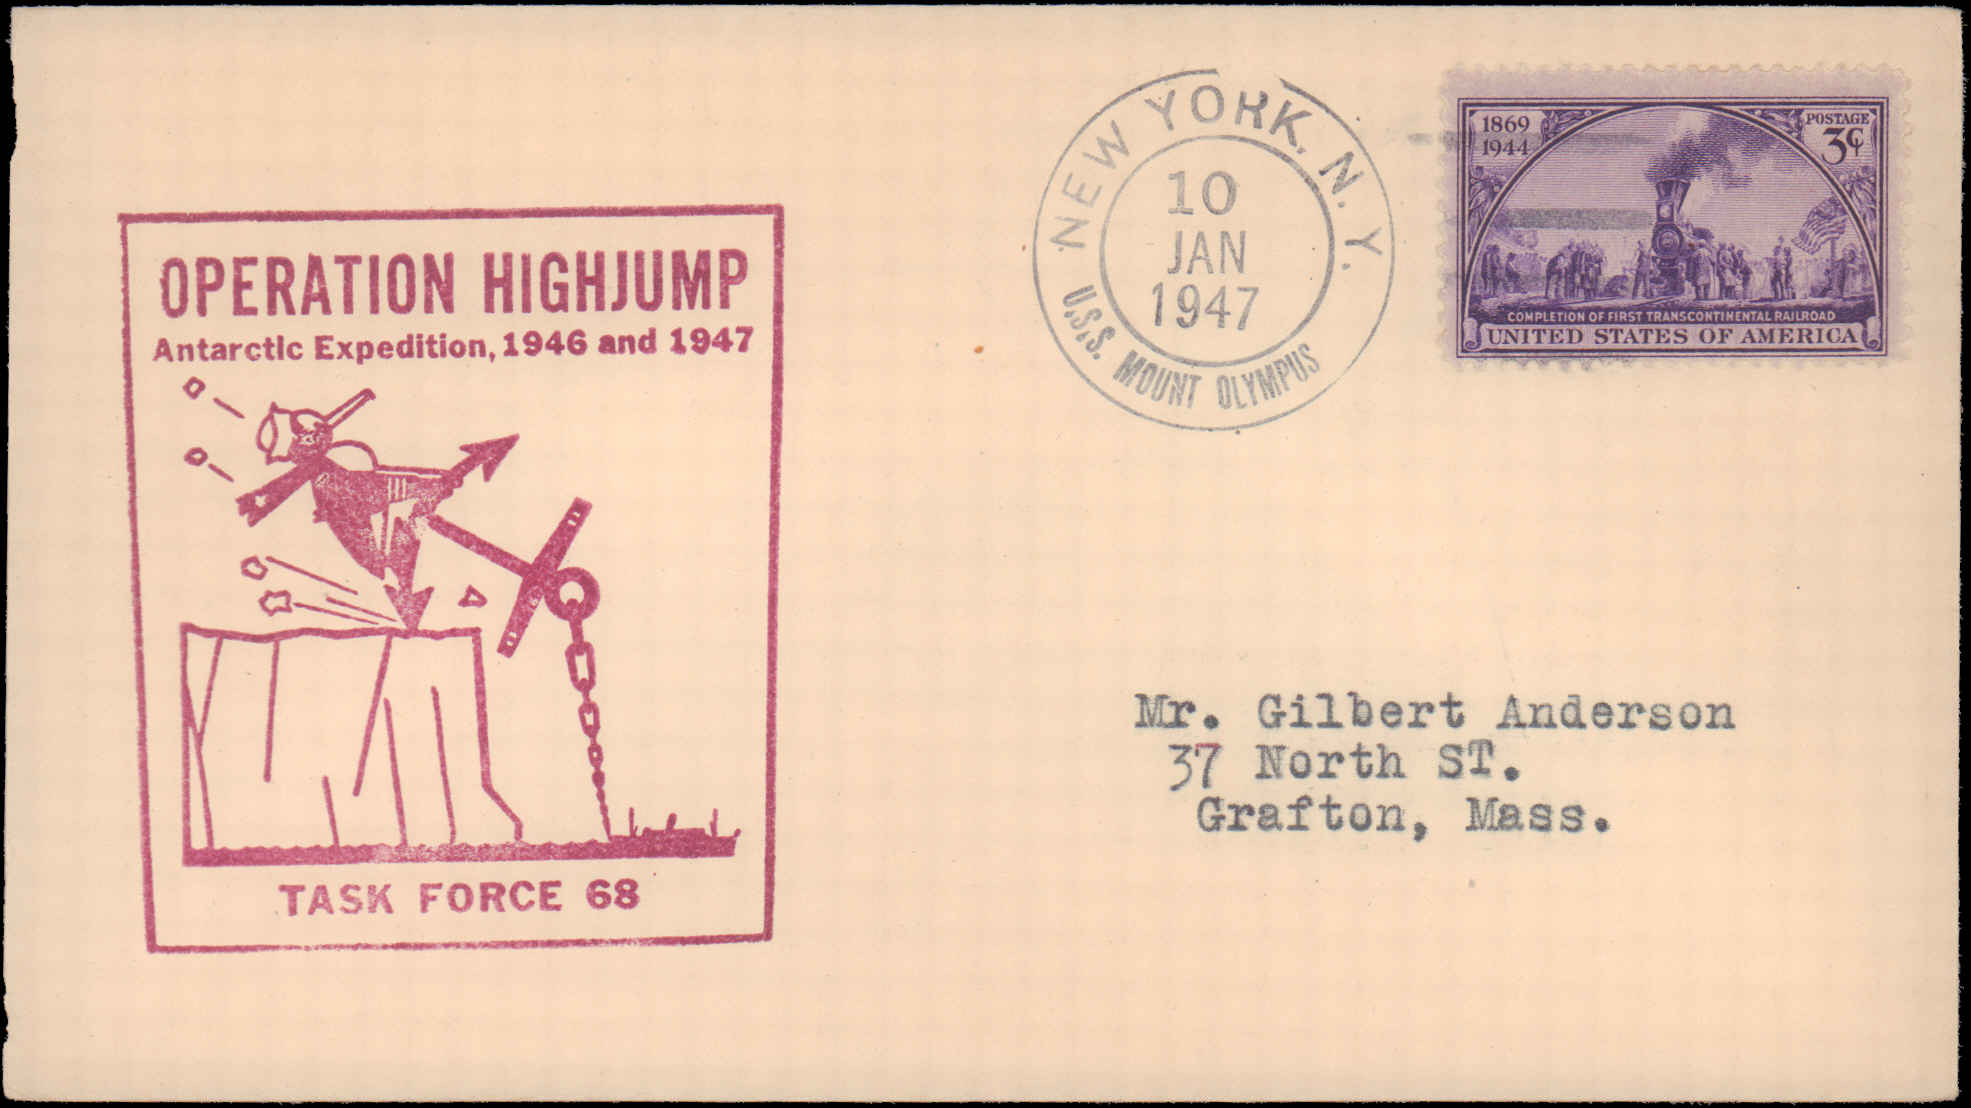 OPERATION HIGHJUMP
Antarctic Expedition, 1946 and 1947
TASK FORCE 68
NEW YORK, N. Y.
10
JAN
1947
U.S.S. MOUNT OLYMPUS
1869
1944
POSTAGE
3¢
COMPLETION OF FIRST TRANSCONTINENTAL RAILROAD
UNITED STATES OF AMERICA
Mr. Gilbert Anderson
37 North ST.
Grafton, Mass.